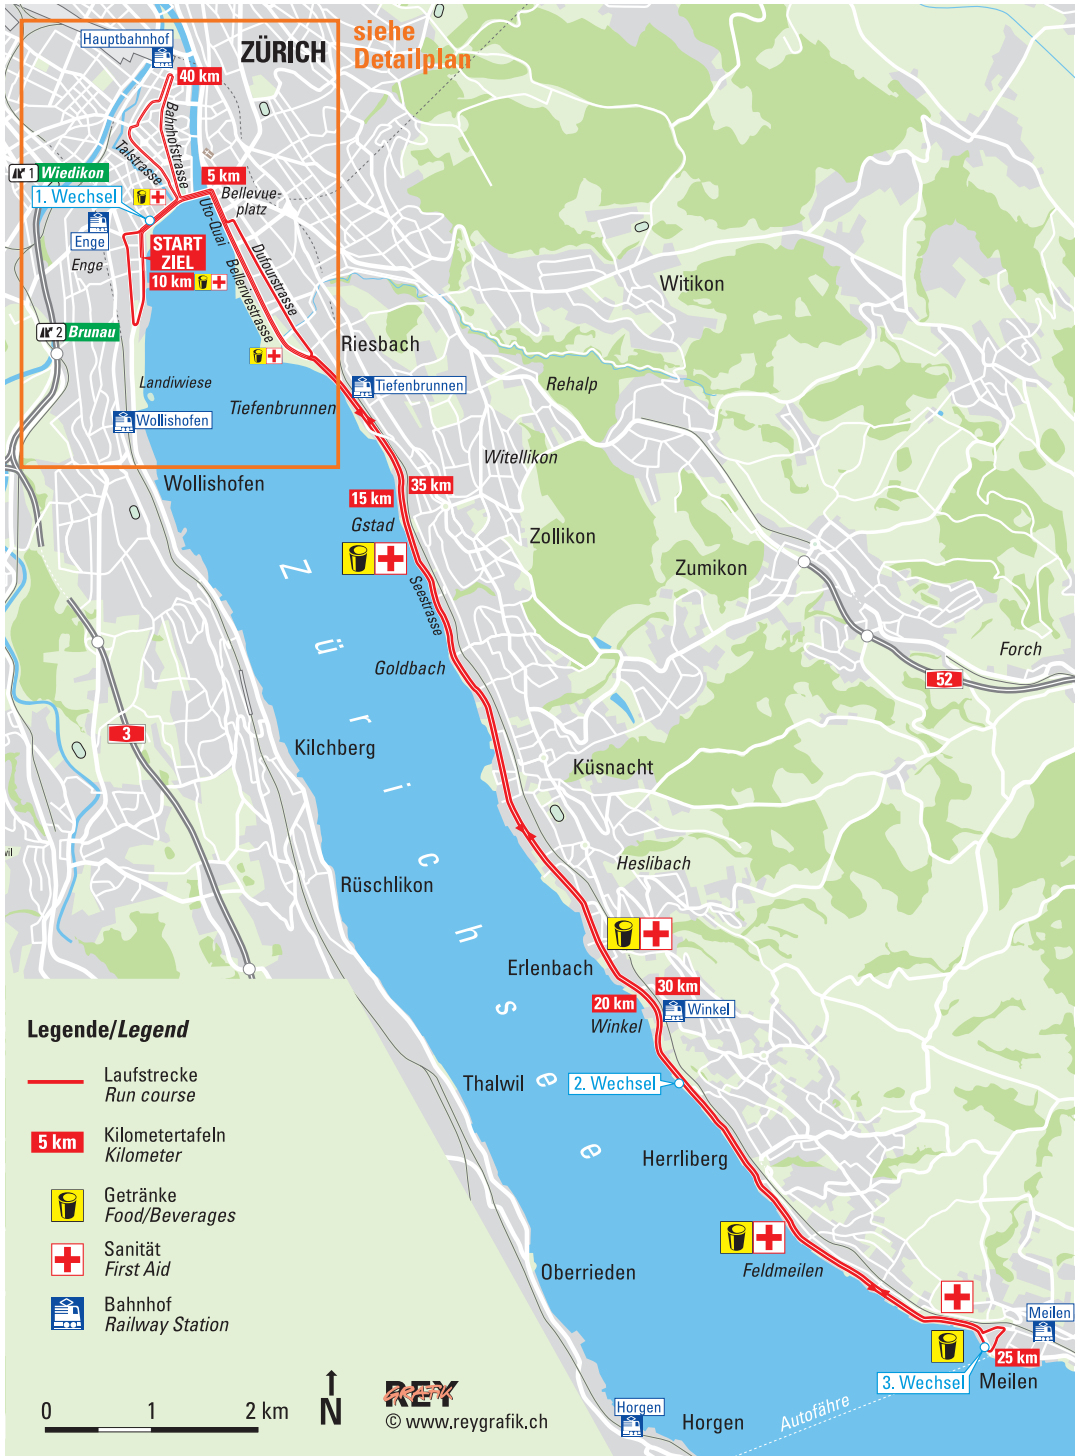 siehe
Detailplan
Hauptbahnhof
ZÜRICH
40 km
Bahnhofstrasse
Talstrasse
1 Wiedikon
5 km
Bellevue-
platz
1. Wechsel
Uto-Quai
Enge
Enge
START
ZIEL
10 km
Dufourstrasse
Bellerivestrasse
Witikon
2 Brunau
Riesbach
Landiwiese
Tiefenbrunnen
Tiefenbrunnen
Rehalp
Wollishofen
Witellikon
Wollishofen
35 km
15 km
Gstad
Zollikon
Zumikon
Seestrasse
Forch
Goldbach
52
3
Kilchberg
Küsnacht
Zürichsee
Heslibach
Rüschlikon
Erlenbach
30 km
20 km
Winkel
Winkel
Thalwil
2. Wechsel
Herrliberg
Feldmeilen
Oberrieden
Meilen
25 km
3. Wechsel
Meilen
Autofähre
Horgen
Horgen
Legende/Legend
Laufstrecke
Run course
5 km
Kilometertafeln
Kilometer
Getränke
Food/Beverages
Sanität
First Aid
Bahnhof
Railway Station
0 1 2 km
N
REY
GRAFIK
© www.reygrafik.ch